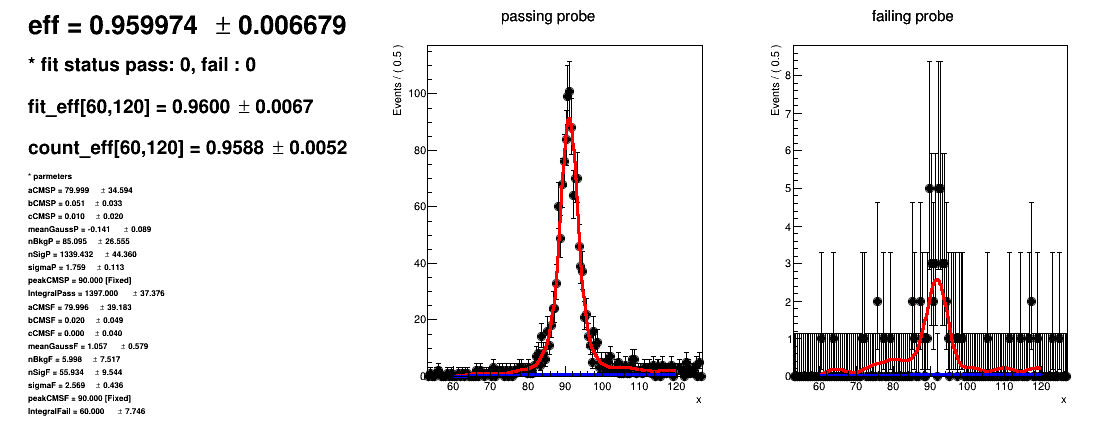 eff = 0.959974 ± 0.006679
* fit status pass: 0, fail : 0
fit_eff[60,120] = 0.9600 ± 0.0067
count_eff[60,120] = 0.9588 ± 0.0052
* parmeters
aCMSP = 79.999 ± 34.594
bCMSP = 0.051 ± 0.033
cCMSP = 0.010 ± 0.020
meanGaussP = -0.141 ± 0.089
nBkgP = 85.095 ± 26.555
nSigP = 1339.432 ± 44.360
sigmaP = 1.759 ± 0.113
peakCMSP = 90.000 [Fixed]
IntegralPass = 1397.000 ± 37.376
aCMSF = 79.996 ± 39.183
bCMSF = 0.020 ± 0.049
cCMSF = 0.000 ± 0.040
meanGaussF = 1.057 ± 0.579
nBkgF = 5.998 ± 7.517
nSigF = 55.934 ± 9.544
sigmaF = 2.569 ± 0.436
peakCMSF = 90.000 [Fixed]
IntegralFail = 60.000 ± 7.746
passing probe
Events / ( 0.5 )
100
80
60
40
20
0
60 70 80 90 100 110 120
x
failing probe
Events / ( 0.5 )
8
7
6
5
4
3
2
1
0
60 70 80 90 100 110 120
x